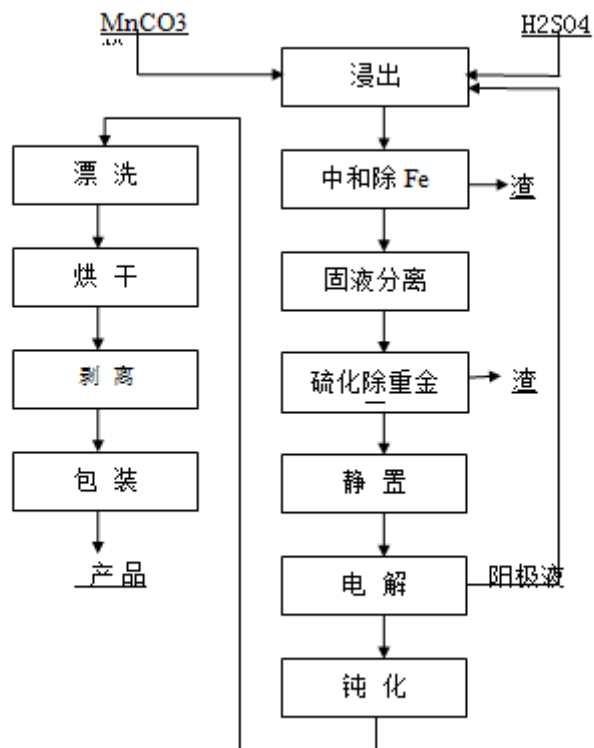 MnCO3
H2SO4
浸出
中和除 Fe
渣
固液分离
硫化除重金
渣
静 置
电 解
阳极液
钝 化
漂 洗
烘 干
剥 离
包 装
产 品